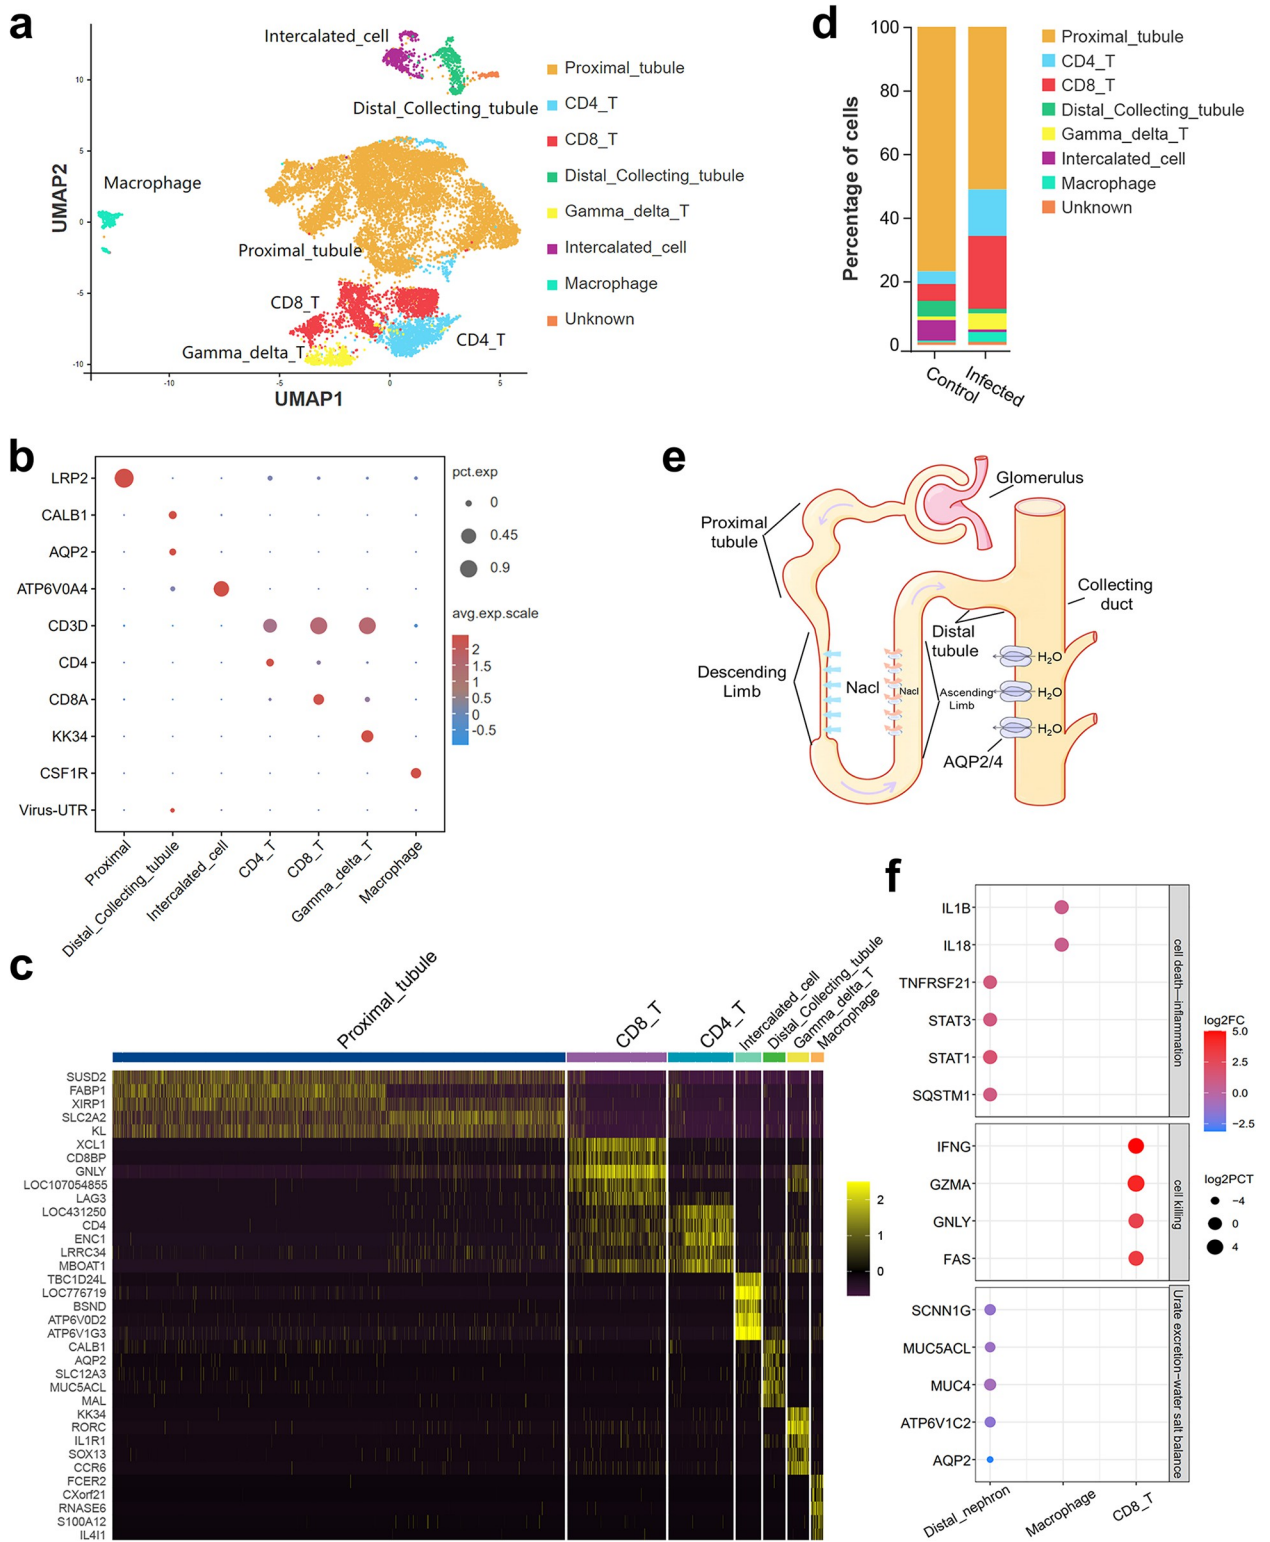 a
Intercalated_cell
Distal_Collecting_tubule
Macrophage
Proximal_tubule
CD8_T
Gamma_delta_T
CD4_T
UMAP2
10
5
0
-5
-10
-10
-5
0
5
UMAP1
Proximal_tubule
CD4_T
CD8_T
Distal_Collecting_tubule
Gamma_delta_T
Intercalated_cell
Macrophage
Unknown
d
Percentage of cells
100
80
60
40
20
0
Control
Infected
Proximal_tubule
CD4_T
CD8_T
Distal_Collecting_tubule
Gamma_delta_T
Intercalated_cell
Macrophage
Unknown
b
LRP2
CALB1
AQP2
ATP6V0A4
CD3D
CD4
CD8A
KK34
CSF1R
Virus-UTR
Proximal
Distal_Collecting_tubule
Intercalated_cell
CD4_T
CD8_T
Gamma_delta_T
Macrophage
pct.exp
0
0.45
0.9
avg.exp.scale
2
1.5
1
0.5
0
-0.5
e
Glomerulus
Proximal
tubule
Collecting
duct
Distal
tubule
Descending
Limb
Nacl
Nacl
Ascending
Limb
H₂O
H₂O
H₂O
AQP2/4
c
Proximal_tubule
CD8_T
CD4_T
Intercalated_cell
Distal_Collecting_tubule
Gamma_delta_T
Macrophage
SUSD2
FABP1
XIRP1
SLC2A2
KL
XCL1
CD8BP
GNLY
LOC107054855
LAG3
LOC431250
CD4
ENC1
LRRC34
MBOAT1
TBC1D24L
LOC776719
BSND
ATP6V0D2
ATP6V1G3
CALB1
AQP2
SLC12A3
MUC5ACL
MAL
KK34
RORC
IL1R1
SOX13
CCR6
FCER2
CXorf21
RNASE6
S100A12
IL4I1
2
1
0
f
IL1B
IL18
TNFRSF21
STAT3
STAT1
SQSTM1
cell death—inflammation
IFNG
GZMA
GNLY
FAS
cell killing
SCNN1G
MUC5ACL
MUC4
ATP6V1C2
AQP2
Urate excretion−water salt balance
Distal_nephron
Macrophage
CD8_T
log2FC
5.0
2.5
0.0
−2.5
log2PCT
−4
0
4